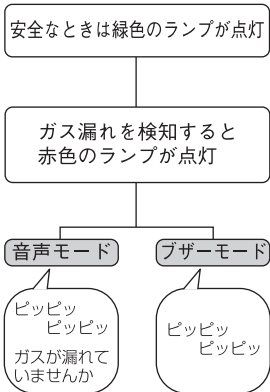 安全なときは緑色のランプが点灯
ガス漏れを検知すると
赤色のランプが点灯
音声モード
ピッピッ
ピッピッ
ガスが漏れて
いませんか
ブザーモード
ピッピッ
ピッピッ